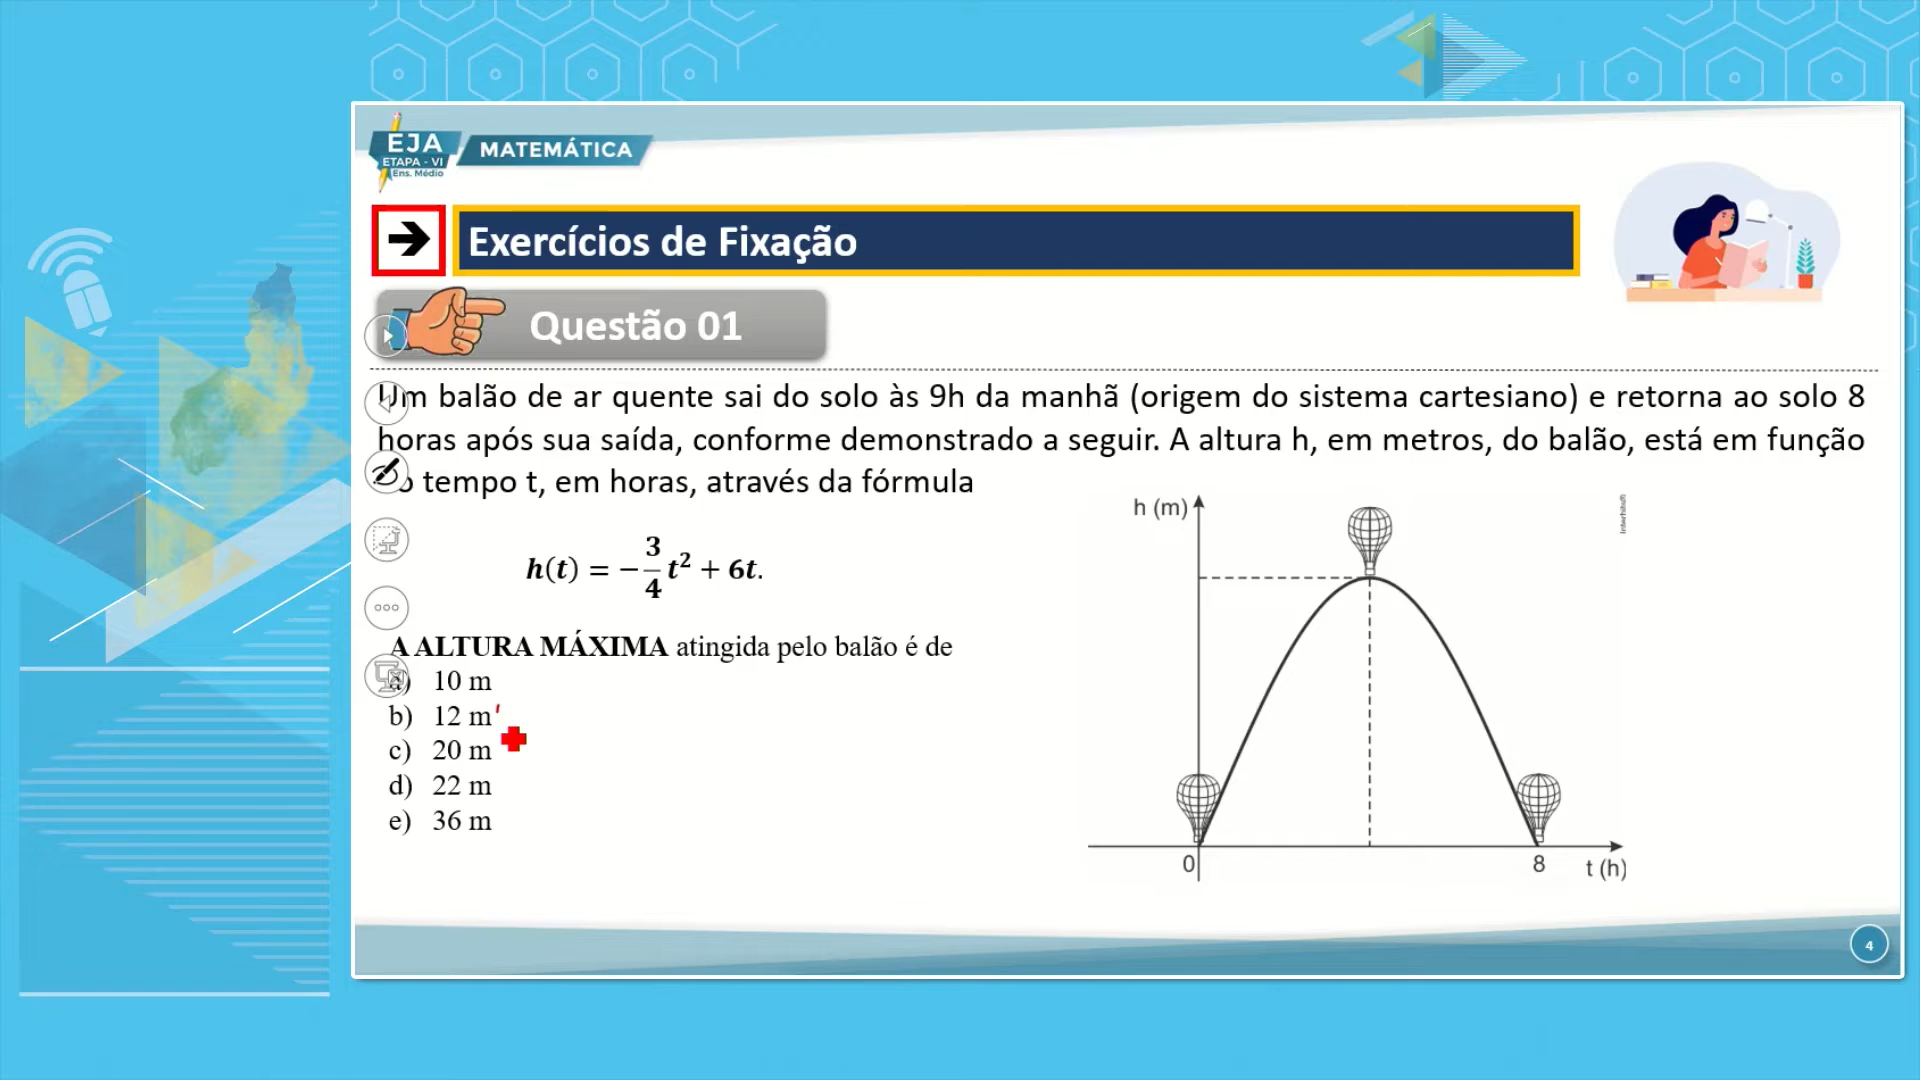 EJA
ETAPA - VI
Ens. Médio
MATEMÁTICA
Exercícios de Fixação
Questão 01
Um balão de ar quente sai do solo às 9h da manhã (origem do sistema cartesiano) e retorna ao solo 8
horas após sua saída, conforme demonstrado a seguir. A altura h, em metros, do balão, está em função
tempo t, em horas, através da fórmula
h(t) = −3/4 t² + 6t.
A ALTURA MÁXIMA atingida pelo balão é de
a) 10 m
b) 12 m
c) 20 m
d) 22 m
e) 36 m
h (m)
0
8
t (h)
4